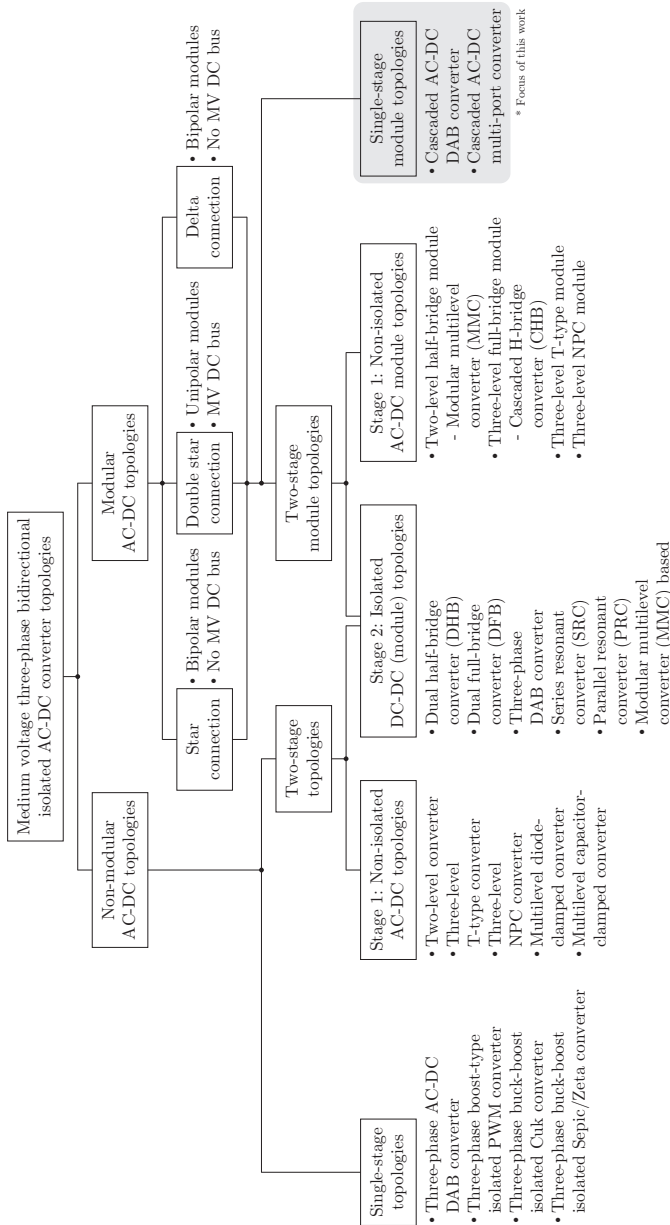 Medium voltage three-phase bidirectional
isolated AC-DC converter topologies
Non-modular
AC-DC topologies
Modular
AC-DC topologies
Star
connection
• Bipolar modules
• No MV DC bus
Double star
connection
• Unipolar modules
• MV DC bus
Delta
connection
• Bipolar modules
• No MV DC bus
Single-stage
topologies
• Three-phase AC-DC
DAB converter
• Three-phase boost-type
isolated PWM converter
• Three-phase buck-boost
isolated Cuk converter
• Three-phase buck-boost
isolated Sepic/Zeta converter
Two-stage
topologies
Stage 1: Non-isolated
AC-DC topologies
• Two-level converter
• Three-level
T-type converter
• Three-level
NPC converter
• Multilevel diode-
clamped converter
• Multilevel capacitor-
clamped converter
Two-stage
module topologies
Stage 2: Isolated
DC-DC (module) topologies
• Dual half-bridge
converter (DHB)
• Dual full-bridge
converter (DFB)
• Three-phase
DAB converter
• Series resonant
converter (SRC)
• Parallel resonant
converter (PRC)
• Modular multilevel
converter (MMC) based
Stage 1: Non-isolated
AC-DC module topologies
• Two-level half-bridge module
- Modular multilevel
converter (MMC)
• Three-level full-bridge module
- Cascaded H-bridge
converter (CHB)
• Three-level T-type module
• Three-level NPC module
Single-stage
module topologies
• Cascaded AC-DC
DAB converter
• Cascaded AC-DC
multi-port converter
* Focus of this work